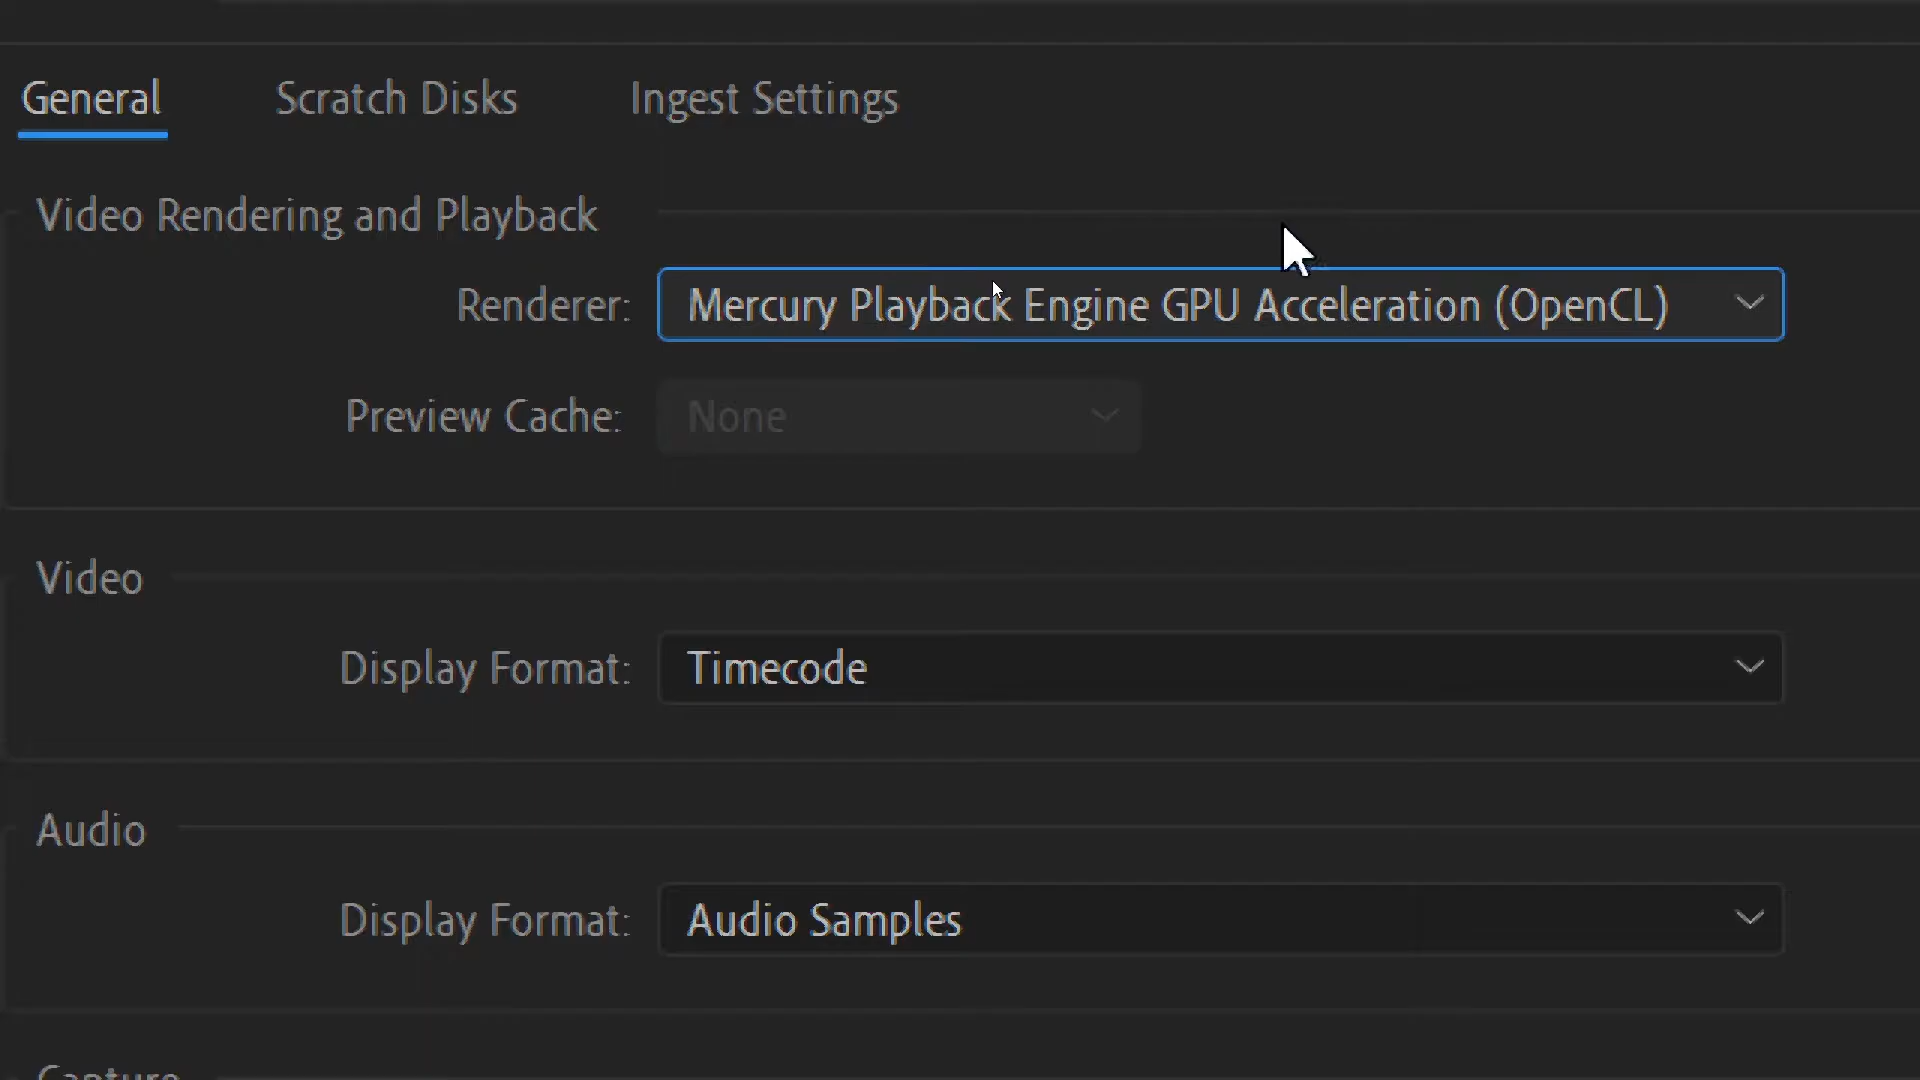 General Scratch Disks Ingest Settings
Video Rendering and Playback
Renderer: Mercury Playback Engine GPU Acceleration (OpenCL)
Preview Cache: None
Video
Display Format: Timecode
Audio
Display Format: Audio Samples
Capture